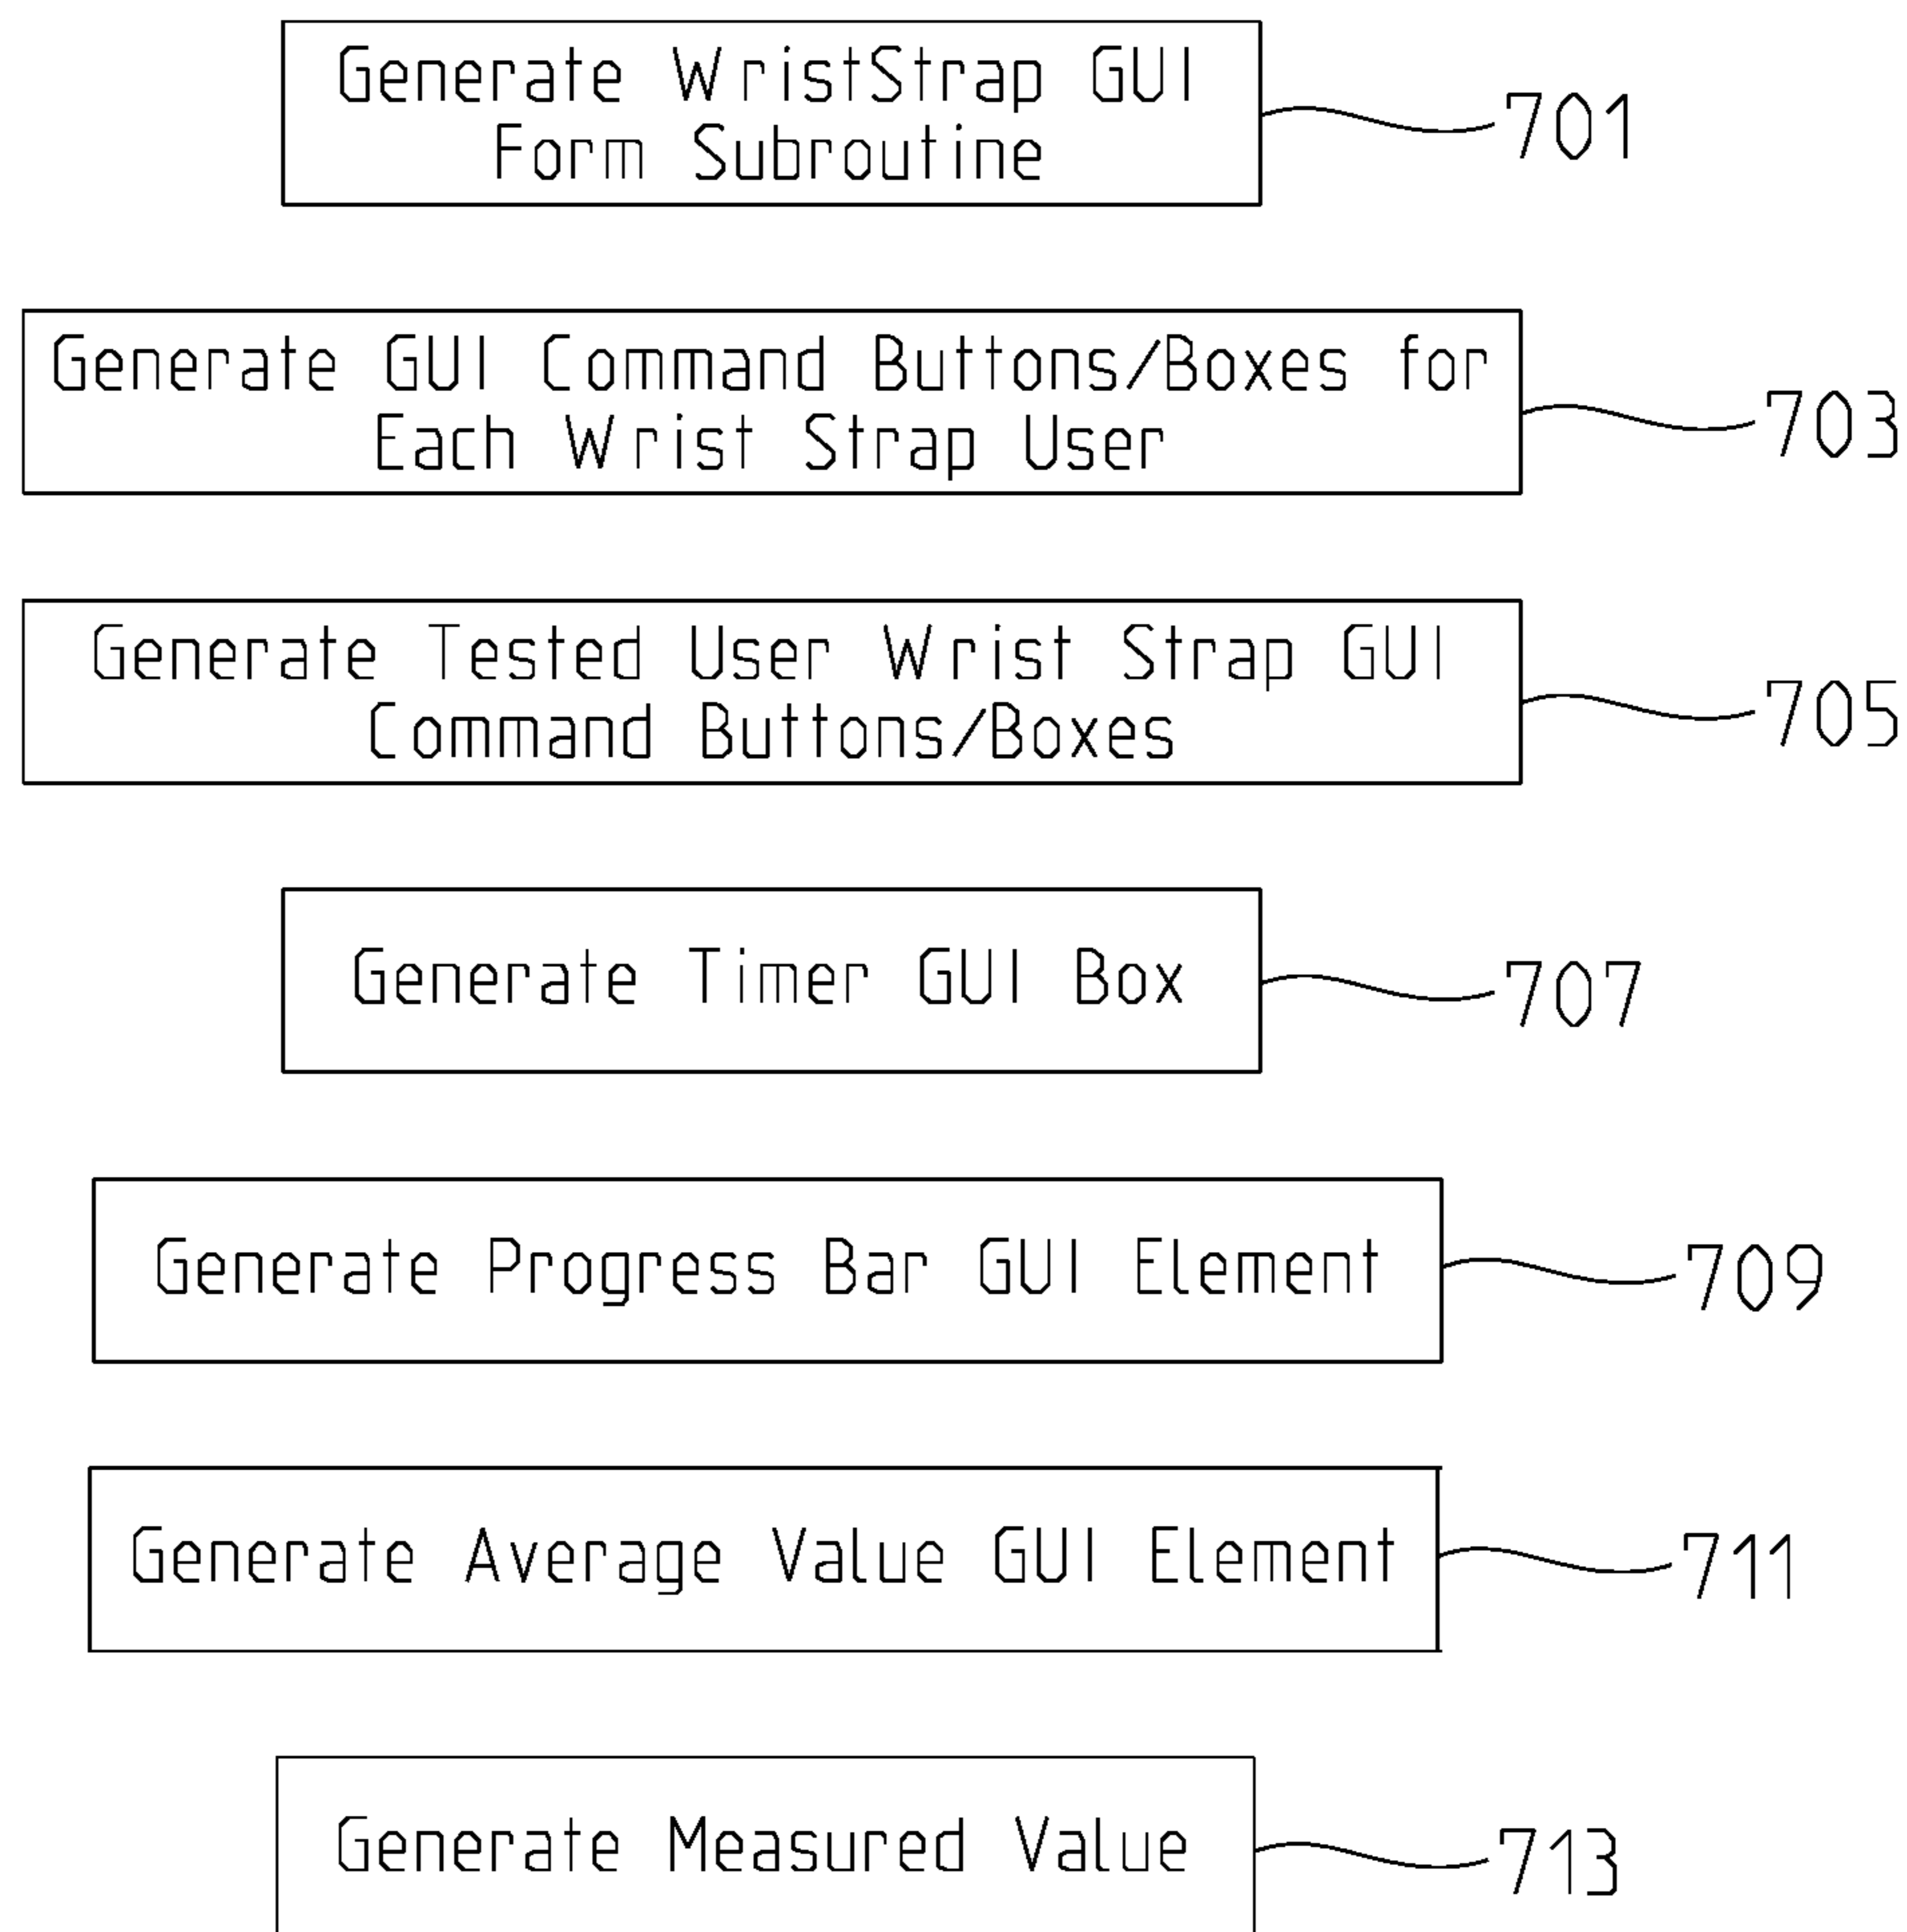 Generate WristStrap GUI
Form Subroutine
701
Generate GUI Command Buttons/Boxes for
Each Wrist Strap User
703
Generate Tested User Wrist Strap GUI
Command Buttons/Boxes
705
Generate Timer GUI Box
707
Generate Progress Bar GUI Element
709
Generate Average Value GUI Element
711
Generate Measured Value
713